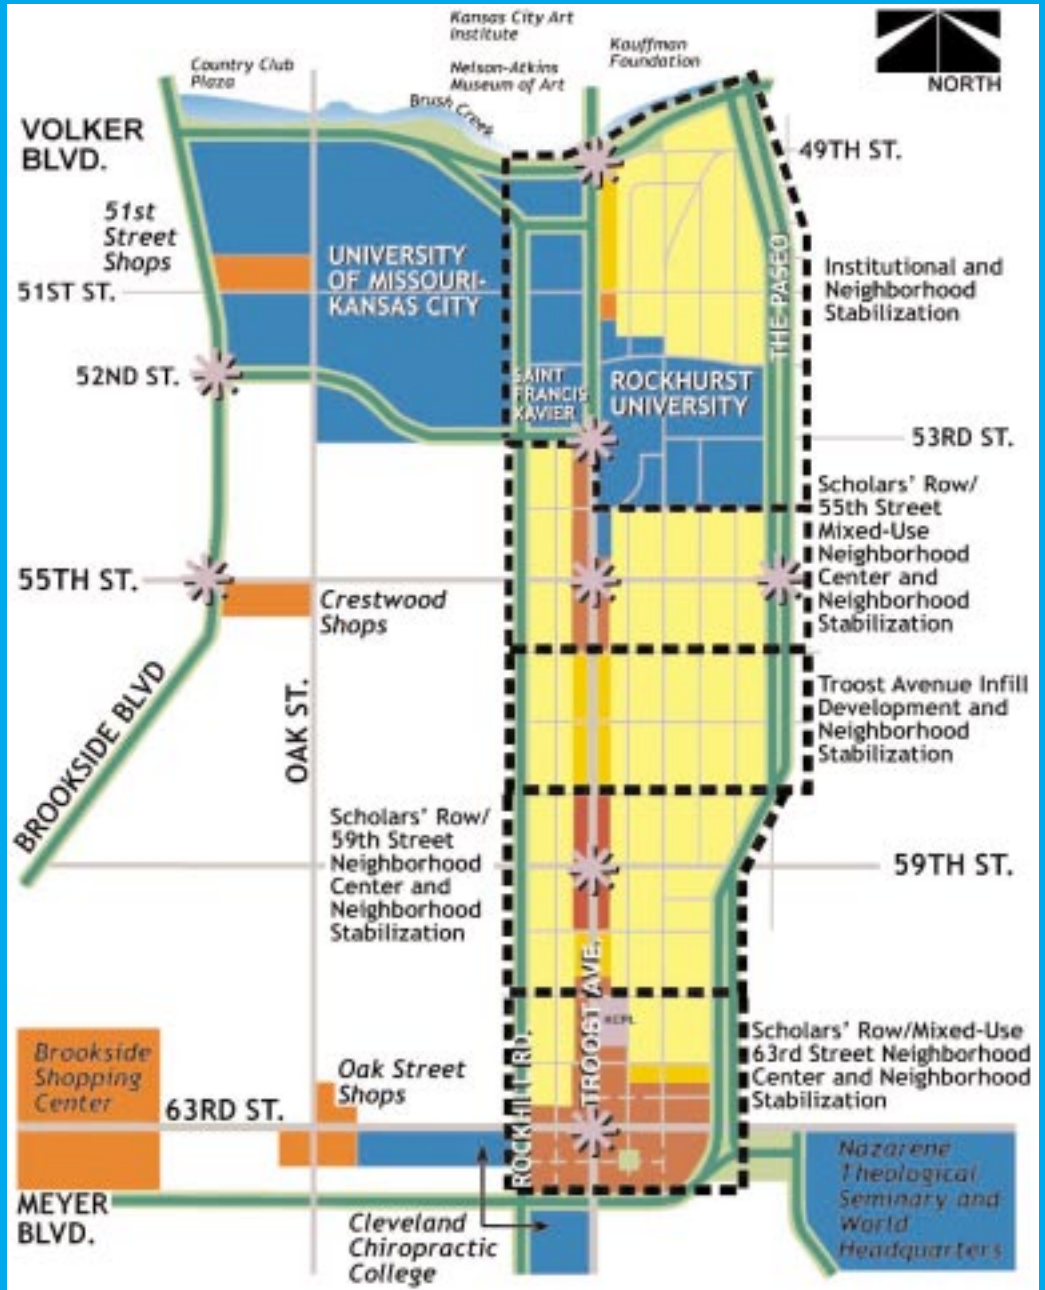 Kansas City Art
Institute
Kauffman
Foundation
Country Club
Plaza
Nelson-Atkins
Museum of Art
NORTH
Brush Creek
VOLKER
BLVD.
49TH ST.
51st
Street
Shops
THE PASEO
UNIVERSITY
OF MISSOURI-
KANSAS CITY
Institutional and
Neighborhood
Stabilization
51ST ST.
52ND ST.
SAINT
FRANCIS
XAVIER
ROCKHURST
UNIVERSITY
53RD ST.
Scholars' Row/
55th Street
Mixed-Use
Neighborhood
Center and
Neighborhood
Stabilization
55TH ST.
Crestwood
Shops
BROOKSIDE BLVD
OAK ST.
Troost Avenue Infill
Development and
Neighborhood
Stabilization
Scholars' Row/
59th Street
Neighborhood
Center and
Neighborhood
Stabilization
59TH ST.
TROOST AVE.
KCPL
ROCKHILL RD.
Scholars' Row/Mixed-Use
63rd Street Neighborhood
Center and Neighborhood
Stabilization
Brookside
Shopping
Center
Oak Street
Shops
63RD ST.
MEYER
BLVD.
Cleveland
Chiropractic
College
Nazarene
Theological
Seminary and
World
Headquarters